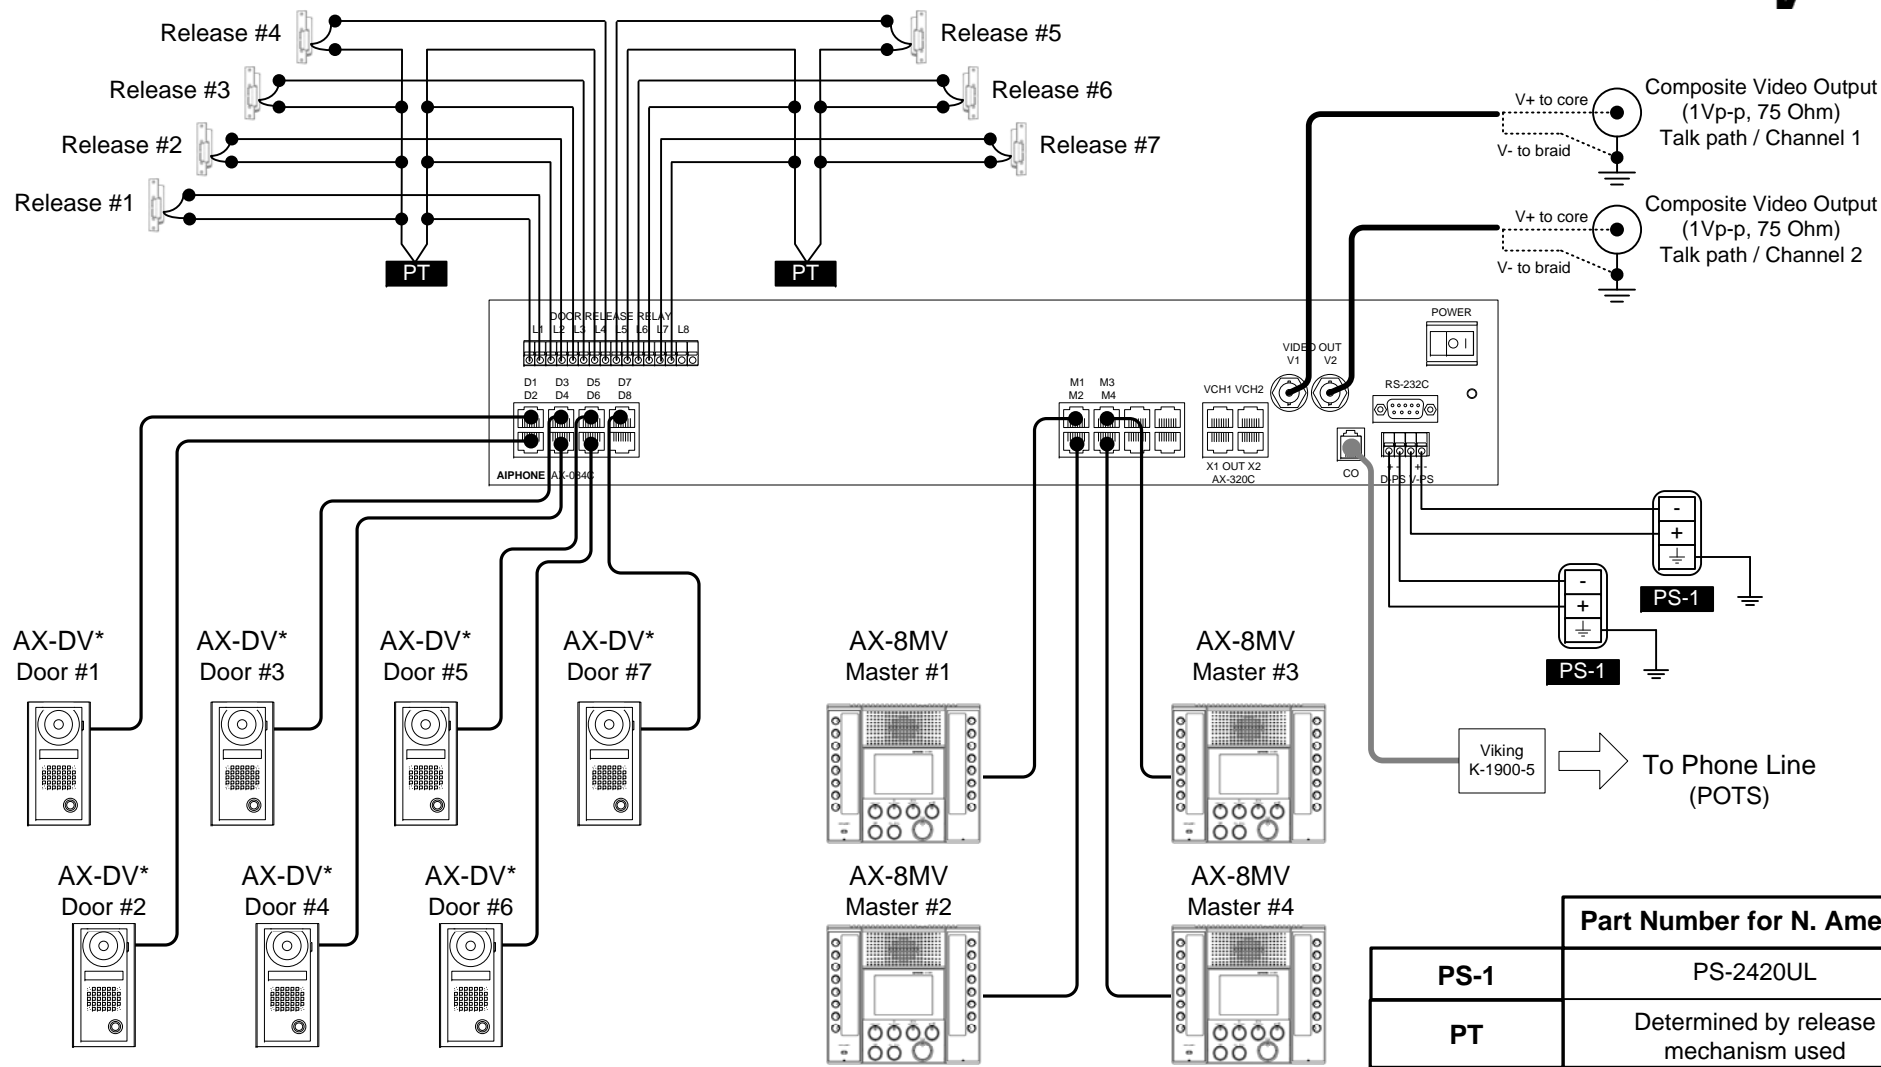 Release #4
Release #5
Release #3
Release #6
Release #2
Release #7
Release #1
PT
PT
V+ to core
V- to braid
Composite Video Output
(1Vp-p, 75 Ohm)
Talk path / Channel 1
V+ to core
V- to braid
Composite Video Output
(1Vp-p, 75 Ohm)
Talk path / Channel 2
DOOR RELEASE RELAY
L1 L2 L3 L4 L5 L6 L7 L8
D1 D3 D5 D7
D2 D4 D6 D8
AIPHONE AX-084C
M1 M3
M2 M4
VCH1 VCH2
X1 OUT X2
AX-320C
VIDEO OUT
V1 V2
POWER
RS-232C
CO
+ - + -
D-PS V-PS
-
+
PS-1
-
+
PS-1
AX-DV*
Door #1
AX-DV*
Door #3
AX-DV*
Door #5
AX-DV*
Door #7
AX-8MV
Master #1
AX-8MV
Master #3
Viking
K-1900-5
To Phone Line
(POTS)
AX-DV*
Door #2
AX-DV*
Door #4
AX-DV*
Door #6
AX-8MV
Master #2
AX-8MV
Master #4
Part Number for N. Ame
PS-1
PS-2420UL
PT
Determined by release
mechanism used